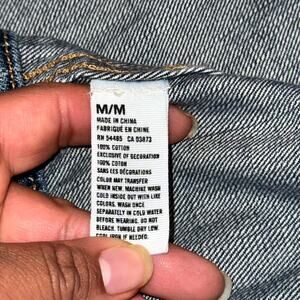 M/M
MADE IN CHINA
FABRIQUÉ EN CHINE
RN 54485 CA 03873
100% COTTON
EXCLUSIVE OF DECORATION
100% COTON
SANS LES DÉCORATIONS
COLOR MAY TRANSFER
WHEN NEW. MACHINE WASH
COLD INSIDE OUT WITH LIKE
COLORS. WASH ONCE
SEPARATELY IN COLD WATER
BEFORE WEARING. DO NOT
BLEACH. TUMBLE DRY LOW.
COOL IRON IF NEEDED.